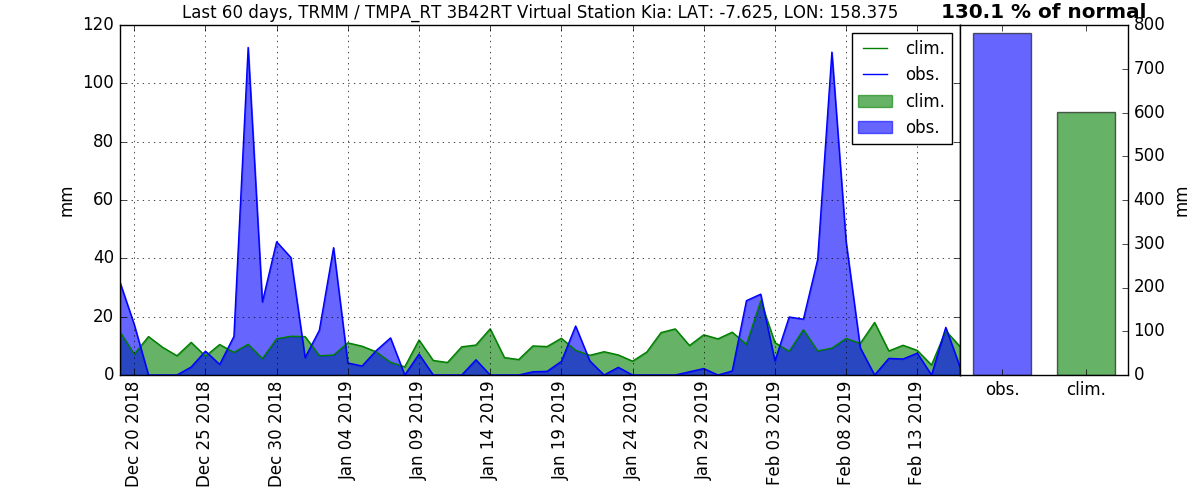 Last 60 days, TRMM / TMPA_RT 3B42RT Virtual Station Kia: LAT: -7.625, LON: 158.375
130.1 % of normal
120
100
80
60
40
20
0
mm
clim.
obs.
clim.
obs.
800
700
600
500
400
300
200
100
0
mm
Dec 20 2018
Dec 25 2018
Dec 30 2018
Jan 04 2019
Jan 09 2019
Jan 14 2019
Jan 19 2019
Jan 24 2019
Jan 29 2019
Feb 03 2019
Feb 08 2019
Feb 13 2019
obs.
clim.